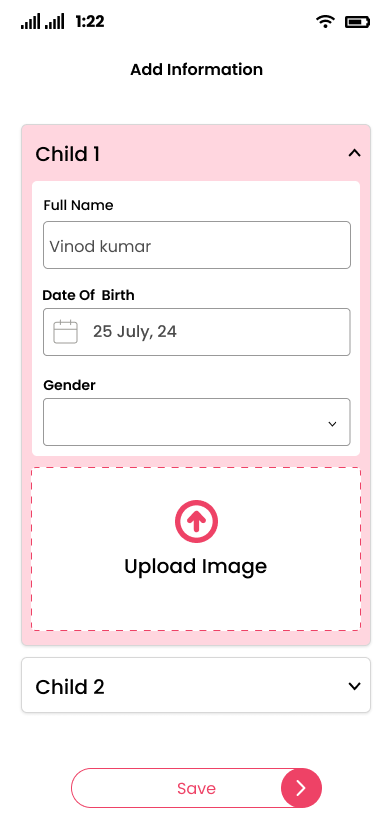 1:22
Add Information
Child 1
Full Name
Vinod kumar
Date Of Birth
25 July, 24
Gender
Upload Image
Child 2
Save